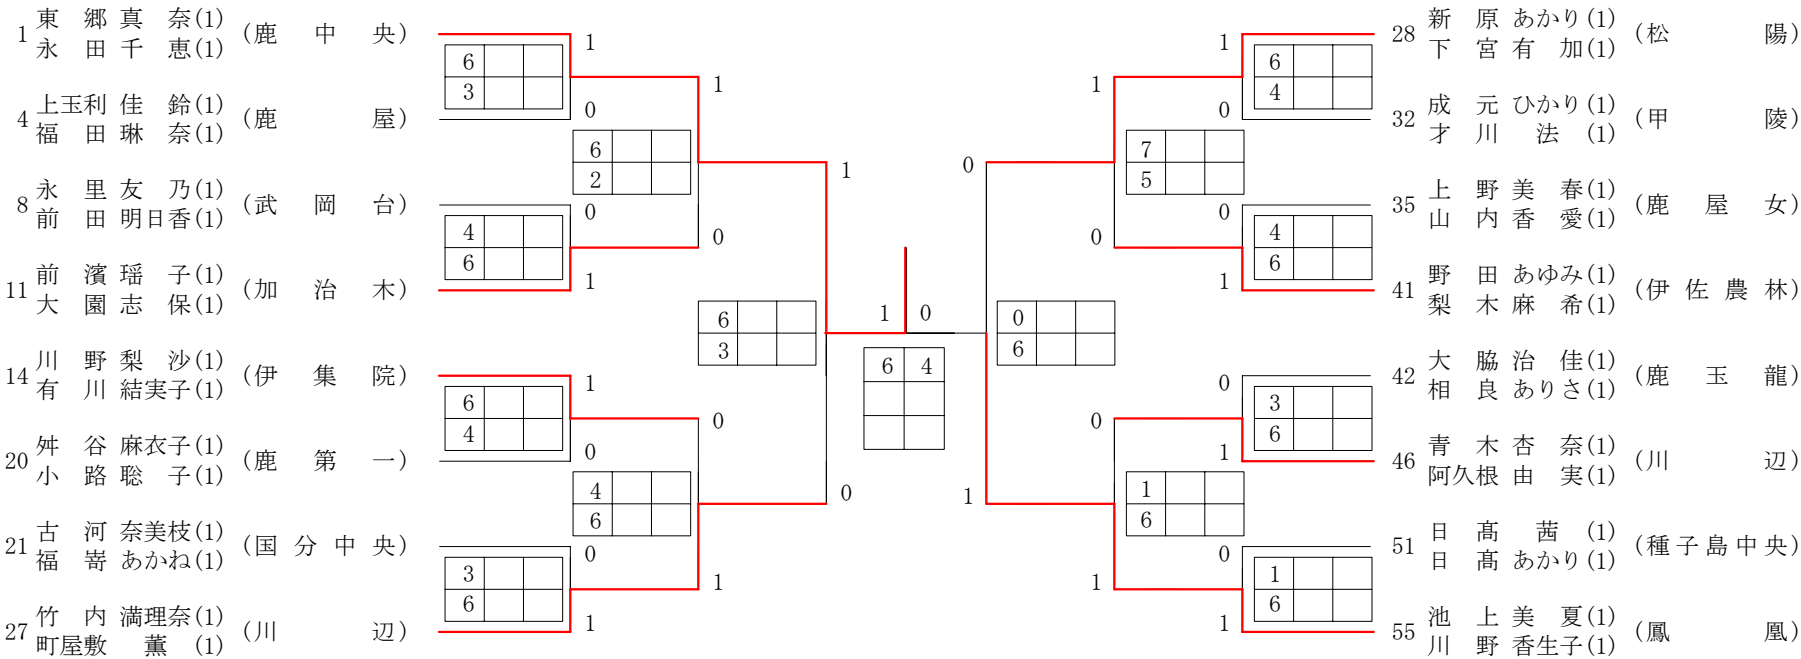 1 東 郷 真 奈(1) (鹿 中 央)
永 田 千 恵(1)
4 上玉利 佳 鈴(1) (鹿 屋)
福 田 琳 奈(1)
8 永 里 友 乃(1) (武 岡 台)
前 田 明日香(1)
11 前 濱 瑶 子(1) (加 治 木)
大 園 志 保(1)
14 川 野 梨 沙(1) (伊 集 院)
有 川 結実子(1)
20 舛 谷 麻衣子(1) (鹿 第 一)
小 路 聡 子(1)
21 古 河 奈美枝(1) (国 分 中 央)
福 嵜 あかね(1)
27 竹 内 満理奈(1) (川 辺)
町屋敷 薫 (1)
1
6
3
0
0
4
6
1
1
6
4
0
0
3
6
1
1
6
2
0
0
4
6
1
1
6
3
0
1 0
6 4
0
0
6
1
1
7
5
0
0
1
6
1
1
6
4
0
0
4
6
1
0
3
6
1
0
1
6
1
28 新 原 あかり(1) (松 陽)
下 宮 有 加(1)
32 成 元 ひかり(1) (甲 陵)
才 川 法 (1)
35 上 野 美 春(1) (鹿 屋 女)
山 内 香 愛(1)
41 野 田 あゆみ(1) (伊 佐 農 林)
梨 木 麻 希(1)
42 大 脇 治 佳(1) (鹿 玉 龍)
相 良 ありさ(1)
46 青 木 杏 奈(1) (川 辺)
阿久根 由 実(1)
51 日 髙 茜 (1) (種 子 島 中 央)
日 髙 あかり(1)
55 池 上 美 夏(1) (鳳 凰)
川 野 香生子(1)